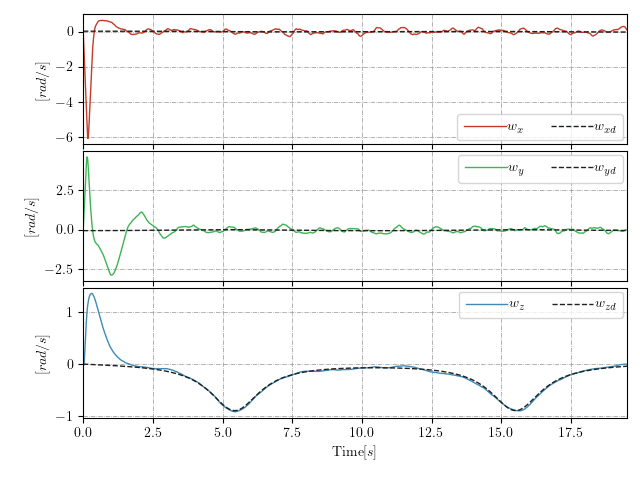 0
−2
−4
−6
[rad/s]
w_x w_xd
2.5
0.0
−2.5
[rad/s]
w_y w_yd
1
0
−1
[rad/s]
w_z w_zd
0.0 2.5 5.0 7.5 10.0 12.5 15.0 17.5
Time[s]